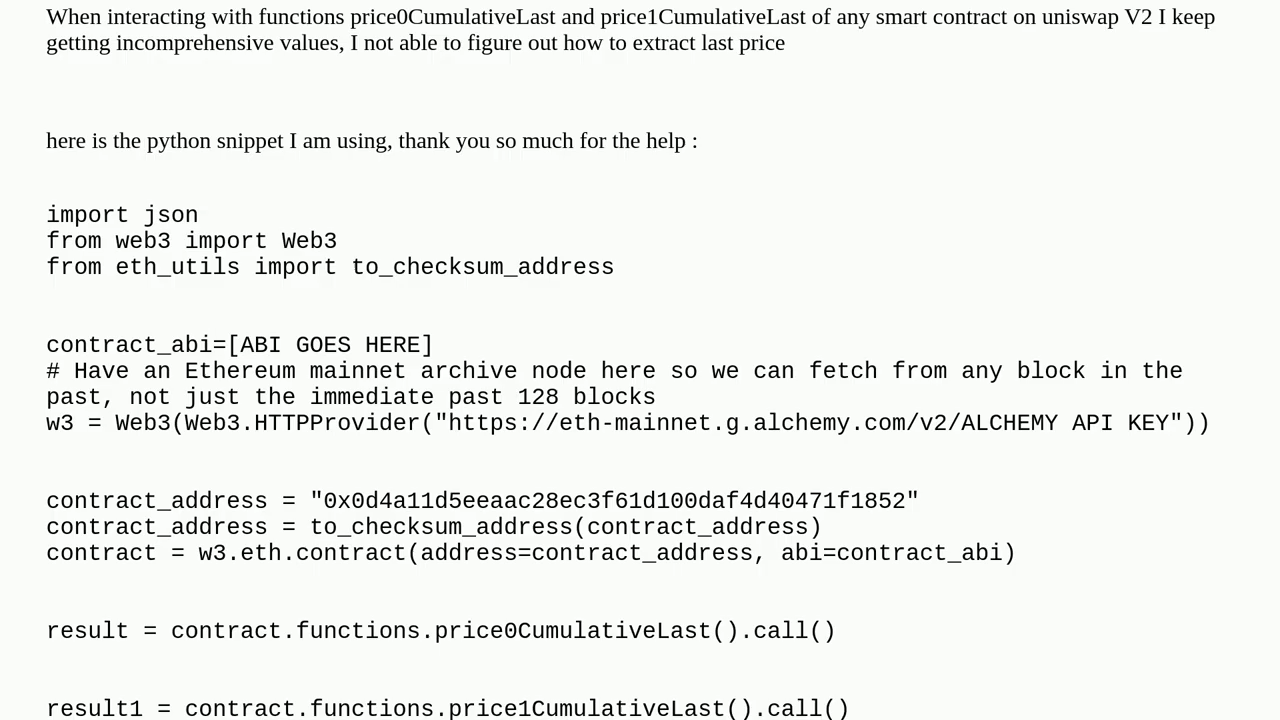 When interacting with functions price0CumulativeLast and price1CumulativeLast of any smart contract on uniswap V2 I keep
getting incomprehensive values, I not able to figure out how to extract last price
here is the python snippet I am using, thank you so much for the help :
import json
from web3 import Web3
from eth_utils import to_checksum_address
contract_abi=[ABI GOES HERE]
# Have an Ethereum mainnet archive node here so we can fetch from any block in the
past, not just the immediate past 128 blocks
w3 = Web3(Web3.HTTPProvider("https://eth-mainnet.g.alchemy.com/v2/ALCHEMY API KEY"))
contract_address = "0x0d4a11d5eeaac28ec3f61d100daf4d40471f1852"
contract_address = to_checksum_address(contract_address)
contract = w3.eth.contract(address=contract_address, abi=contract_abi)
result = contract.functions.price0CumulativeLast().call()
result1 = contract.functions.price1CumulativeLast().call()